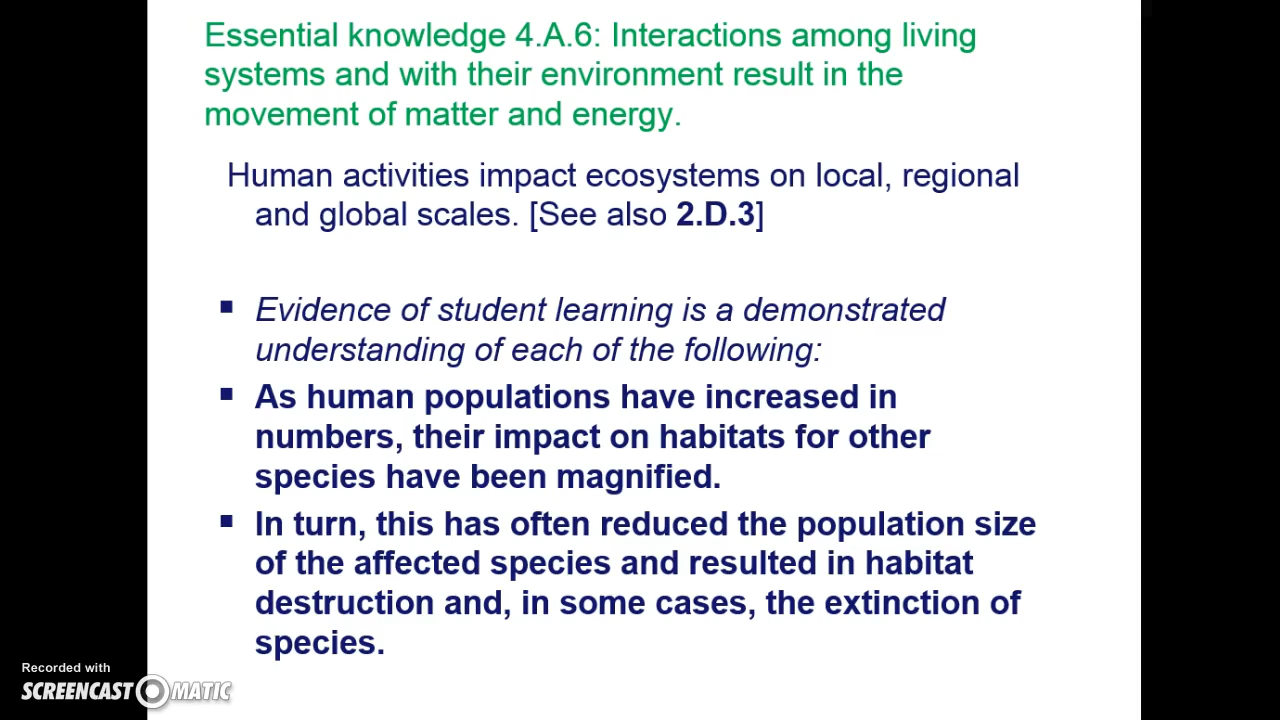 Essential knowledge 4.A.6: Interactions among living
systems and with their environment result in the
movement of matter and energy.
Human activities impact ecosystems on local, regional
and global scales. [See also 2.D.3]
▪ Evidence of student learning is a demonstrated
understanding of each of the following:
▪ As human populations have increased in
numbers, their impact on habitats for other
species have been magnified.
▪ In turn, this has often reduced the population size
of the affected species and resulted in habitat
destruction and, in some cases, the extinction of
species.
Recorded with
SCREENCAST MATIC